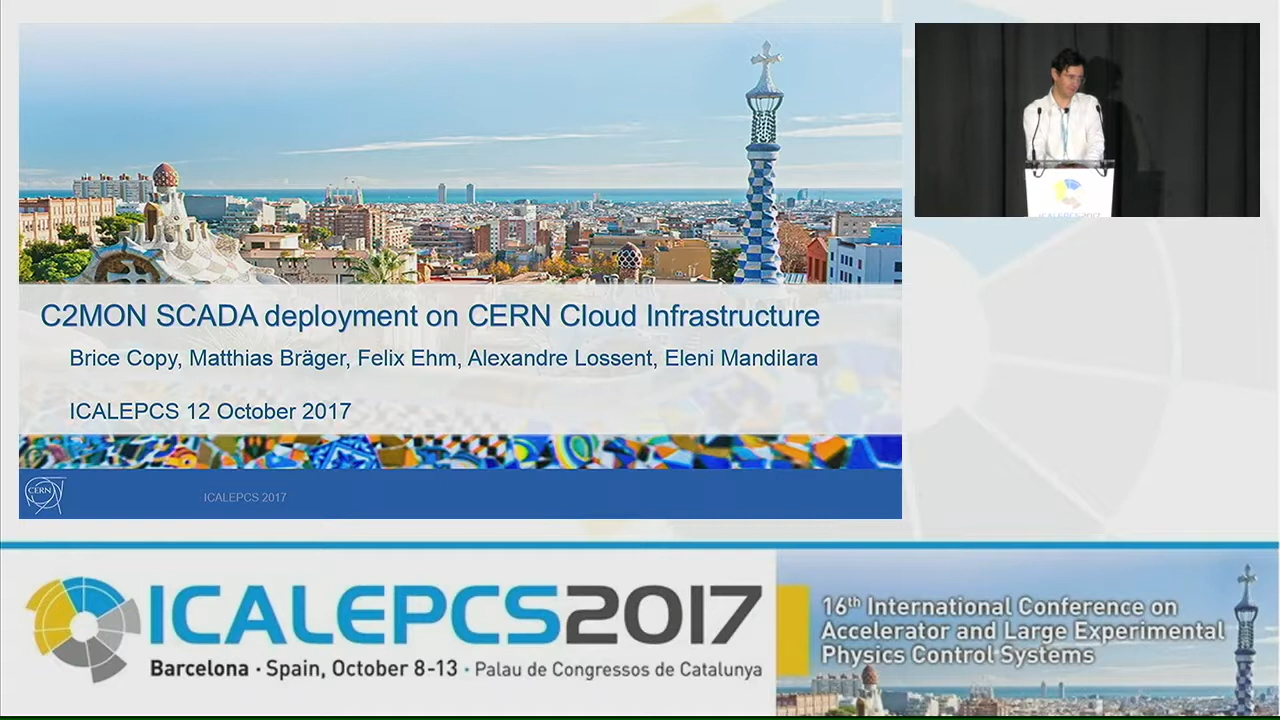 C2MON SCADA deployment on CERN Cloud Infrastructure
Brice Copy, Matthias Bräger, Felix Ehm, Alexandre Lossent, Eleni Mandilara
ICALEPCS 12 October 2017
CERN
ICALEPCS 2017
ICALEPCS2017
ICALEPCS2017
Barcelona · Spain, October 8-13 · Palau de Congressos de Catalunya
16th International Conference on
Accelerator and Large Experimental
Physics Control Systems